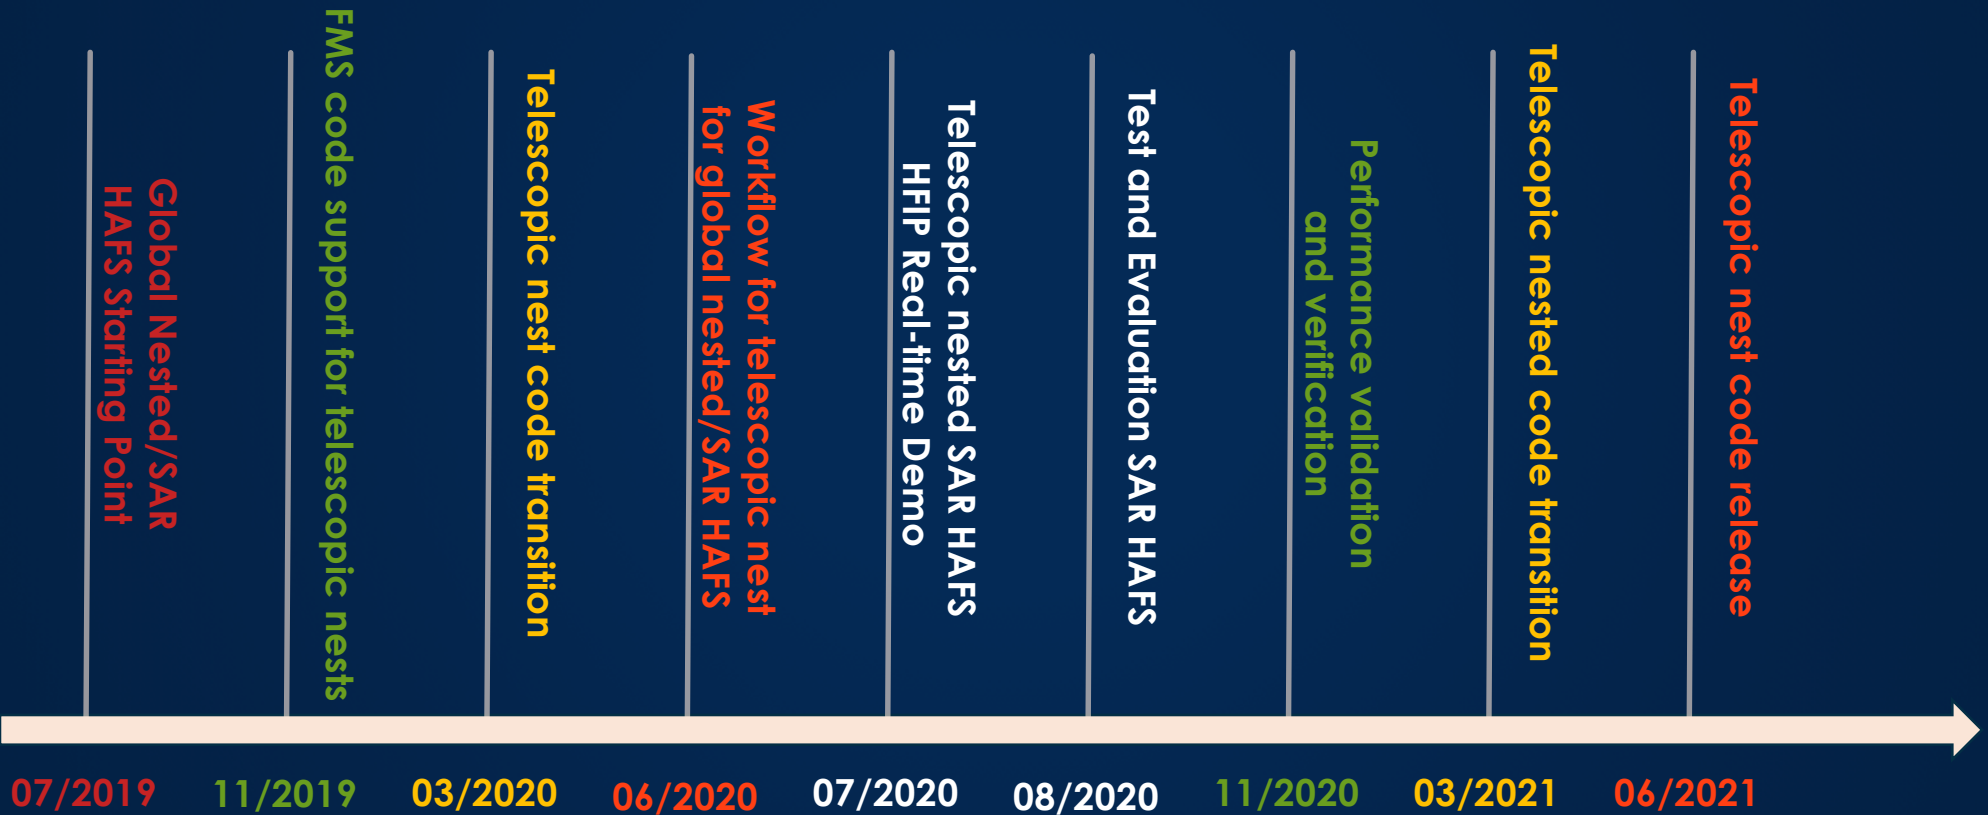 Global Nested/SAR
HAFS Starting Point
FMS code support for telescopic nests
Telescopic nest code transition
Workflow for telescopic nest
for global nested/SAR HAFS
Telescopic nested SAR HAFS
HFIP Real-time Demo
Test and Evaluation SAR HAFS
Performance validation
and verification
Telescopic nested code transition
Telescopic nest code release
07/2019
11/2019
03/2020
06/2020
07/2020
08/2020
11/2020
03/2021
06/2021